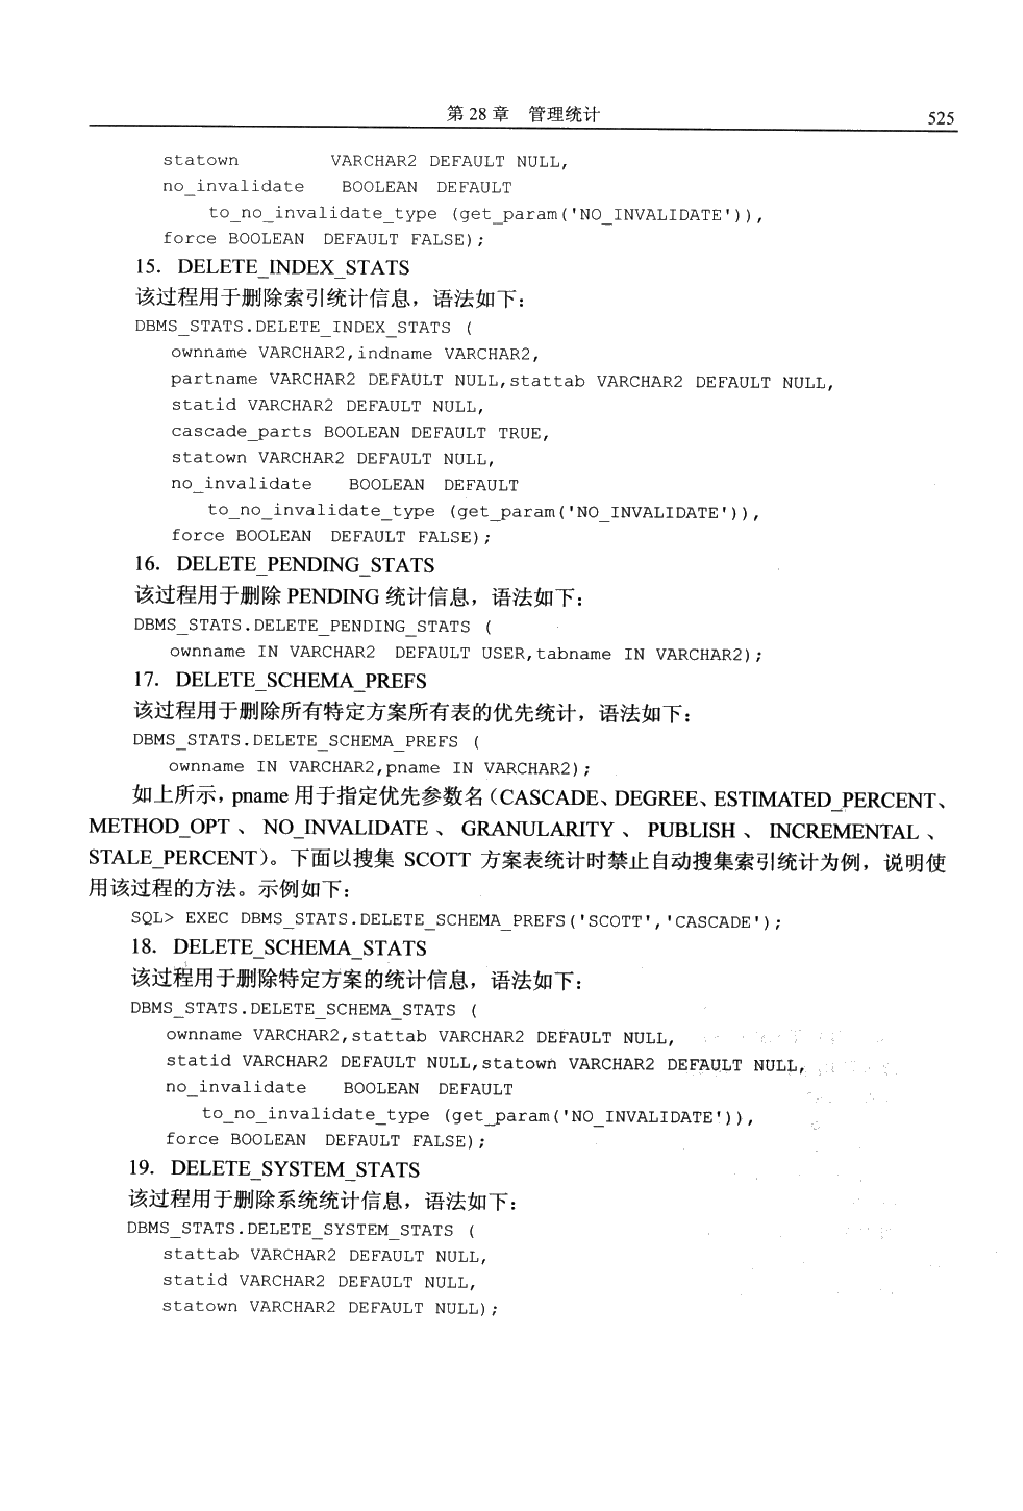 第 28 章 管理统计
525
statown VARCHAR2 DEFAULT NULL,
no_invalidate BOOLEAN DEFAULT
to_no_invalidate_type (get_param('NO_INVALIDATE')),
force BOOLEAN DEFAULT FALSE);
15. DELETE_INDEX_STATS
该过程用于删除索引统计信息，语法如下：
DBMS_STATS.DELETE_INDEX_STATS (
ownname VARCHAR2,indname VARCHAR2,
partname VARCHAR2 DEFAULT NULL,stattab VARCHAR2 DEFAULT NULL,
statid VARCHAR2 DEFAULT NULL,
cascade_parts BOOLEAN DEFAULT TRUE,
statown VARCHAR2 DEFAULT NULL,
no_invalidate BOOLEAN DEFAULT
to_no_invalidate_type (get_param('NO_INVALIDATE')),
force BOOLEAN DEFAULT FALSE);
16. DELETE_PENDING_STATS
该过程用于删除 PENDING 统计信息，语法如下：
DBMS_STATS.DELETE_PENDING_STATS (
ownname IN VARCHAR2 DEFAULT USER,tabname IN VARCHAR2);
17. DELETE_SCHEMA_PREFS
该过程用于删除所有特定方案所有表的优先统计，语法如下：
DBMS_STATS.DELETE_SCHEMA_PREFS (
ownname IN VARCHAR2,pname IN VARCHAR2);
如上所示，pname 用于指定优先参数名（CASCADE、DEGREE、ESTIMATED_PERCENT、
METHOD_OPT 、 NO_INVALIDATE 、 GRANULARITY 、 PUBLISH 、 INCREMENTAL 、
STALE_PERCENT）。下面以搜集 SCOTT 方案表统计时禁止自动搜集索引统计为例，说明使
用该过程的方法。示例如下：
SQL> EXEC DBMS_STATS.DELETE_SCHEMA_PREFS('SCOTT','CASCADE');
18. DELETE_SCHEMA_STATS
该过程用于删除特定方案的统计信息，语法如下：
DBMS_STATS.DELETE_SCHEMA_STATS (
ownname VARCHAR2,stattab VARCHAR2 DEFAULT NULL,
statid VARCHAR2 DEFAULT NULL,statown VARCHAR2 DEFAULT NULL,
no_invalidate BOOLEAN DEFAULT
to_no_invalidate_type (get_param('NO_INVALIDATE')),
force BOOLEAN DEFAULT FALSE);
19. DELETE_SYSTEM_STATS
该过程用于删除系统统计信息，语法如下：
DBMS_STATS.DELETE_SYSTEM_STATS (
stattab VARCHAR2 DEFAULT NULL,
statid VARCHAR2 DEFAULT NULL,
statown VARCHAR2 DEFAULT NULL);